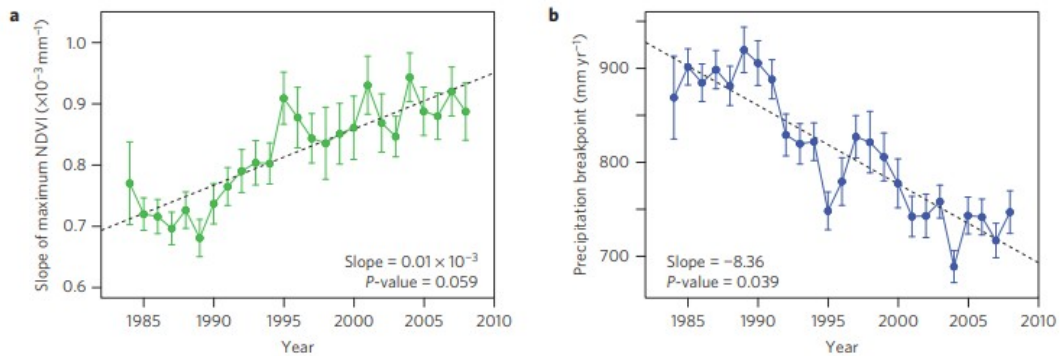 a
Slope of maximum NDVI (×10⁻³ mm⁻¹)
1.0
0.9
0.8
0.7
0.6
Slope = 0.01 × 10⁻³
P-value = 0.059
1985 1990 1995 2000 2005 2010
Year
b
Precipitation breakpoint (mm yr⁻¹)
900
800
700
Slope = −8.36
P-value = 0.039
1985 1990 1995 2000 2005 2010
Year